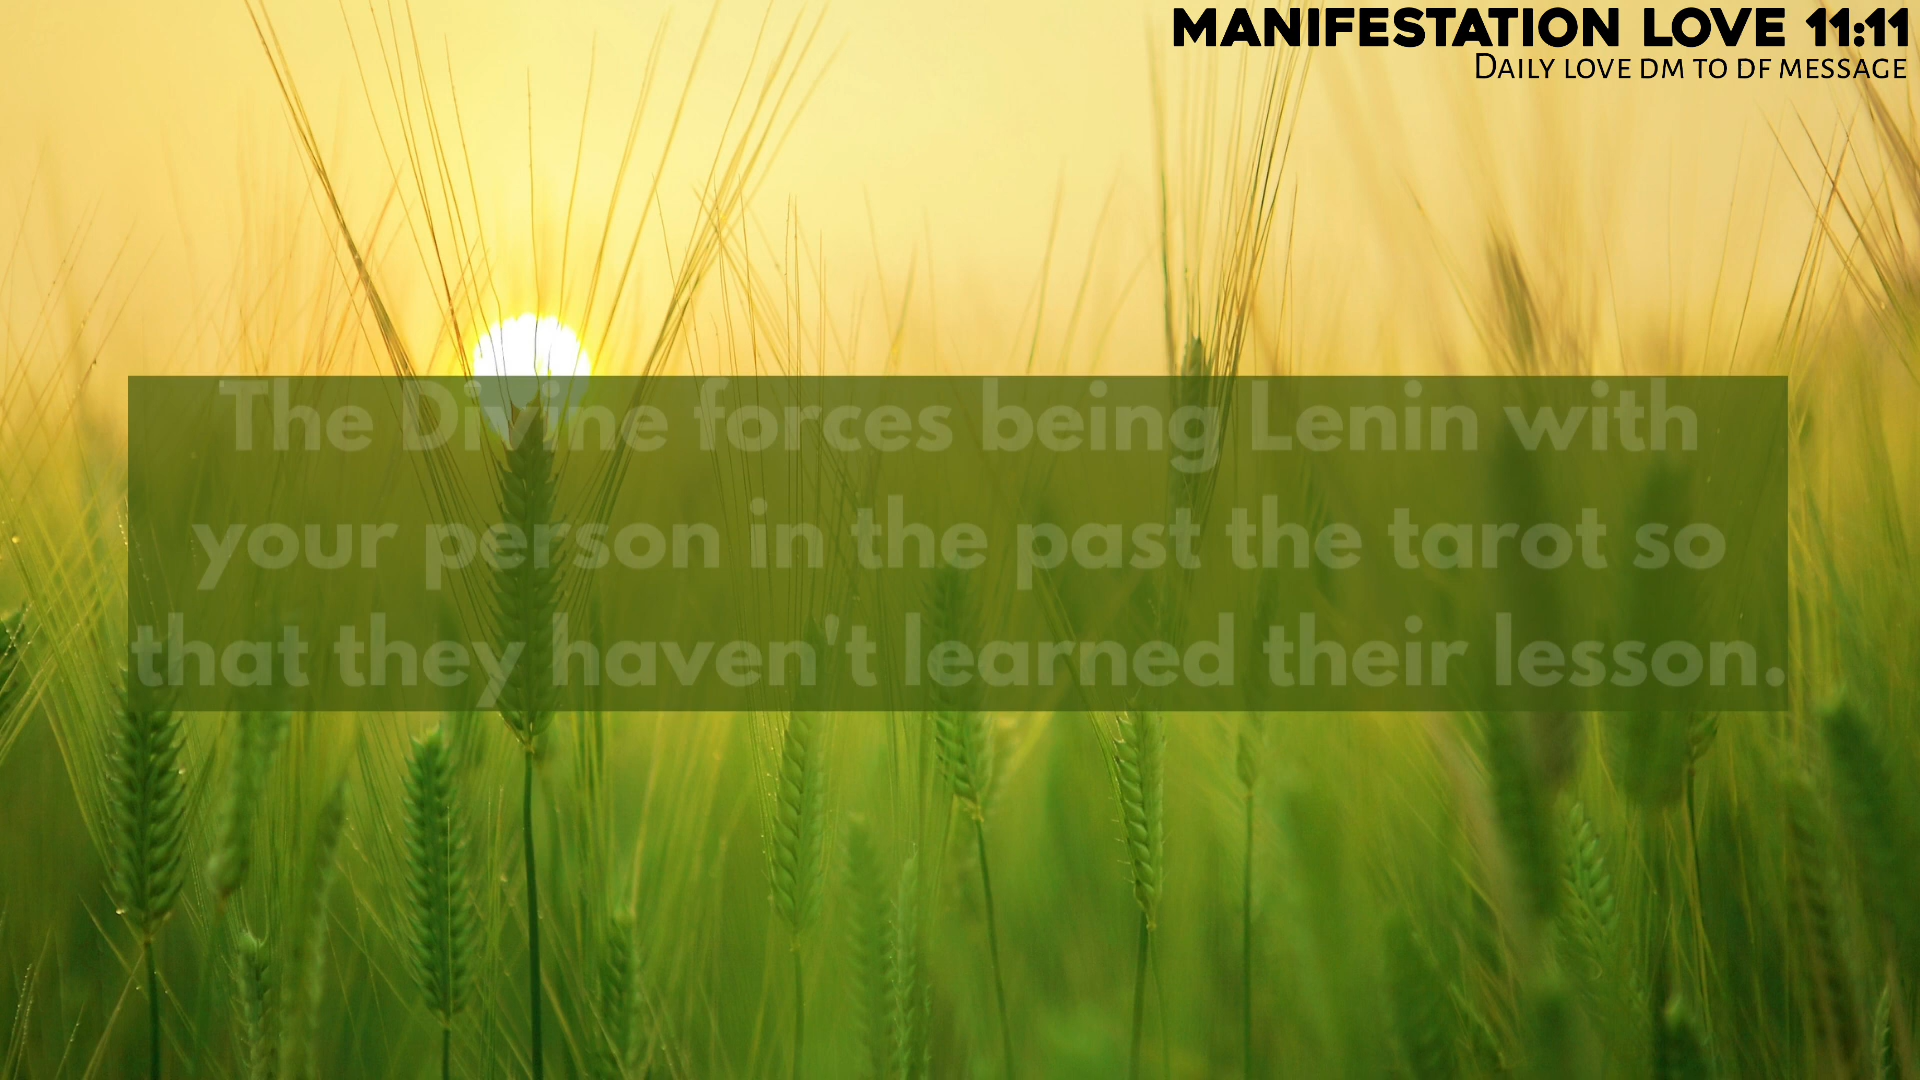 MANIFESTATION LOVE 11:11
Daily love dm to df message
The Divine forces being Lenin with
your person in the past the tarot so
that they haven't learned their lesson.